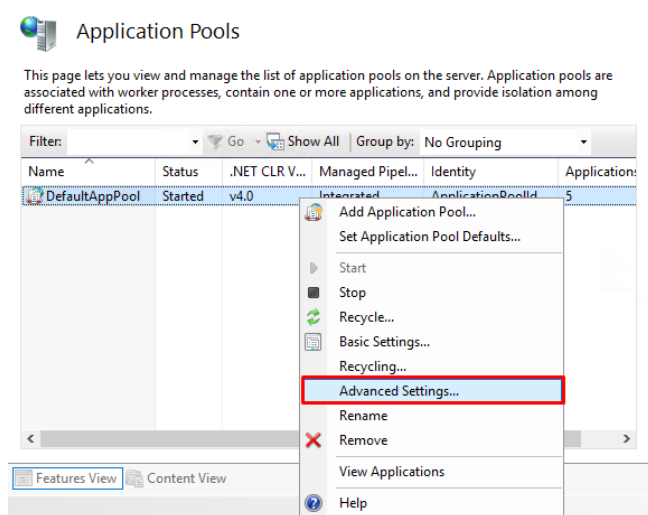 Application Pools
This page lets you view and manage the list of application pools on the server. Application pools are
associated with worker processes, contain one or more applications, and provide isolation among
different applications.
Filter: Go Show All Group by: No Grouping
Name Status .NET CLR V... Managed Pipel... Identity Applications
DefaultAppPool Started v4.0 Integrated ApplicationPoolId 5
Add Application Pool...
Set Application Pool Defaults...
Start
Stop
Recycle...
Basic Settings...
Recycling...
Advanced Settings...
Rename
Remove
View Applications
Help
Features View Content View